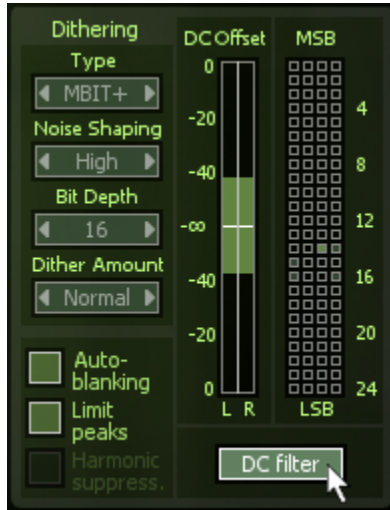 Dithering
Type
MBIT+
Noise Shaping
High
Bit Depth
16
Dither Amount
Normal
Auto-
blanking
Limit
peaks
Harmonic
suppress.
DC Offset
0
-20
-40
-∞
-40
-20
0
L R
MSB
4
8
12
16
20
24
LSB
DC filter